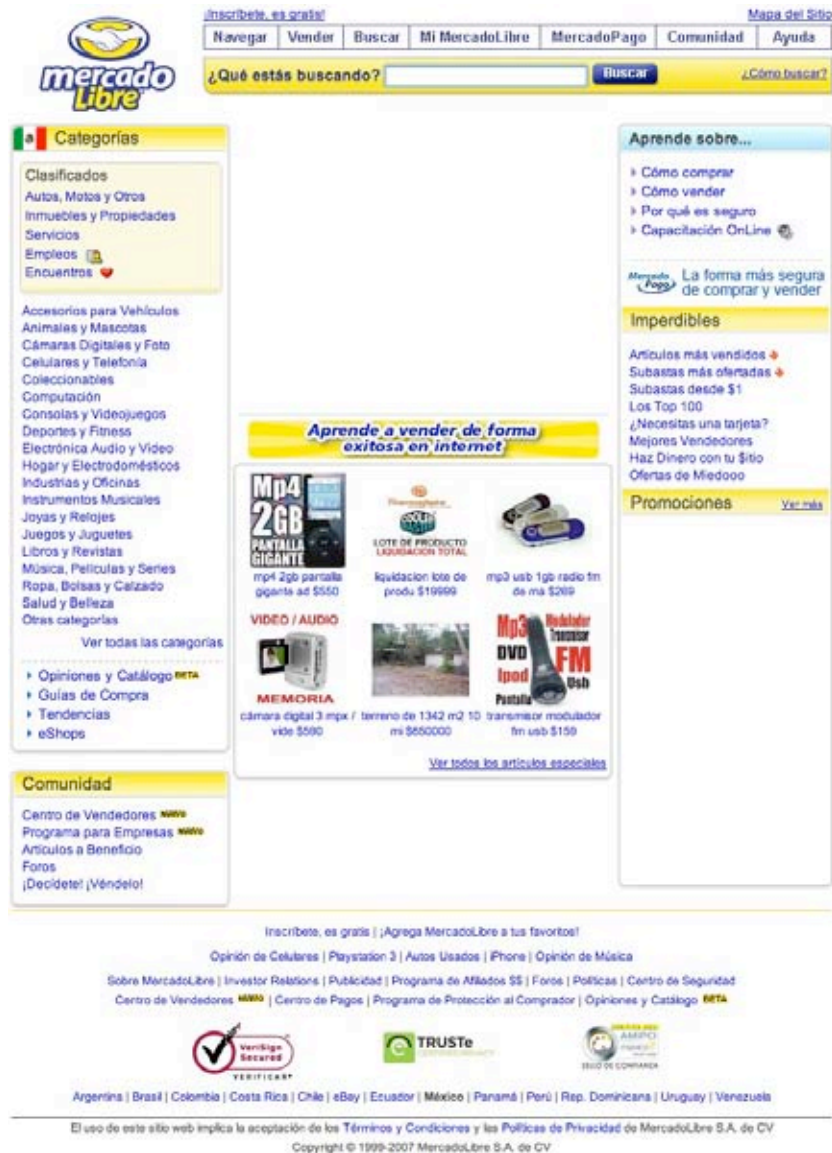 ¡Inscríbete, es gratis!
Mapa del Sitio
Navegar Vender Buscar Mi MercadoLibre MercadoPago Comunidad Ayuda
mercado
Libre
¿Qué estás buscando? Buscar ¿Cómo buscar?
Categorías
Clasificados
Autos, Motos y Otros
Inmuebles y Propiedades
Servicios
Empleos
Encuentros
Accesorios para Vehículos
Animales y Mascotas
Cámaras Digitales y Foto
Celulares y Telefonía
Coleccionables
Computación
Consolas y Videojuegos
Deportes y Fitness
Electrónica Audio y Video
Hogar y Electrodomésticos
Industrias y Oficinas
Instrumentos Musicales
Joyas y Relojes
Juegos y Juguetes
Libros y Revistas
Música, Películas y Series
Ropa, Bolsas y Calzado
Salud y Belleza
Otras categorías
Ver todas las categorías
Opiniones y Catálogo BETA
Guías de Compra
Tendencias
eShops
Comunidad
Centro de Vendedores NUEVO
Programa para Empresas NUEVO
Artículos a Beneficio
Foros
¡Decídete! ¡Véndelo!
Aprende a vender de forma
exitosa en internet
Mp4
2GB
PANTALLA
GIGANTE
LOTE DE PRODUCTO
LIQUIDACION TOTAL
mp4 2gb pantalla
gigante ad $550
liquidacion lote de
produ $19999
mp3 usb 1gb radio fm
de ma $269
VIDEO / AUDIO
MEMORIA
Mp3 Modulador
Transmisor
DVD
FM
Ipod
Usb
Pantalla
cámara digital 3 mpx /
vide $590
terreno de 1342 m2 10
mi $650000
transmisor modulador
fm usb $159
Ver todos los artículos especiales
Aprende sobre...
Cómo comprar
Cómo vender
Por qué es seguro
Capacitación OnLine
Mercado
Pago
La forma más segura
de comprar y vender
Imperdibles
Artículos más vendidos
Subastas más ofertadas
Subastas desde $1
Los Top 100
¿Necesitas una tarjeta?
Mejores Vendedores
Haz Dinero con tu $itio
Ofertas de Miedooo
Promociones Ver más
Inscríbete, es gratis | ¡Agrega MercadoLibre a tus favoritos!
Opinión de Celulares | Playstation 3 | Autos Usados | iPhone | Opinión de Música
Sobre MercadoLibre | Investor Relations | Publicidad | Programa de Afiliados $$ | Foros | Políticas | Centro de Seguridad
Centro de Vendedores NUEVO | Centro de Pagos | Programa de Protección al Comprador | Opiniones y Catálogo BETA
VeriSign
Secured
VERIFICAR
TRUSTe
AMIPCI
SELLO DE CONFIANZA
Argentina | Brasil | Colombia | Costa Rica | Chile | eBay | Ecuador | México | Panamá | Perú | Rep. Dominicana | Uruguay | Venezuela
El uso de este sitio web implica la aceptación de los Términos y Condiciones y las Políticas de Privacidad de MercadoLibre S.A. de CV
Copyright © 1999-2007 MercadoLibre S.A. de CV